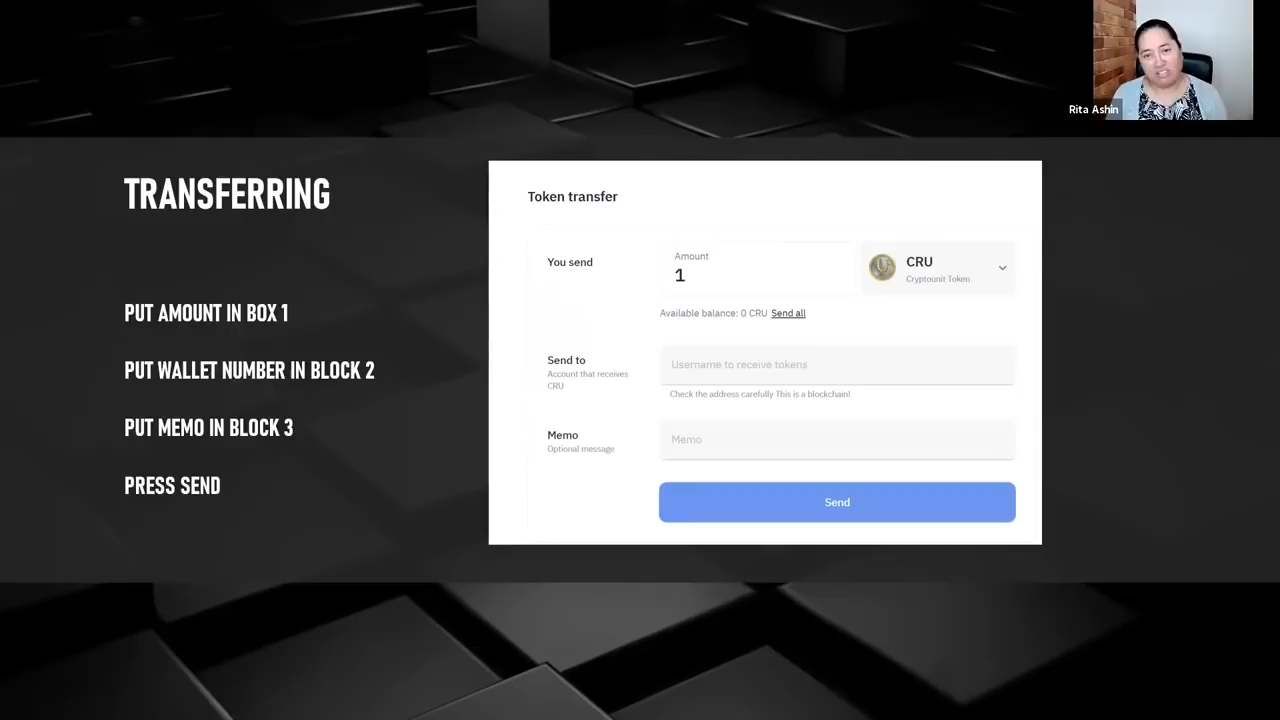 Rita Ashin
TRANSFERRING
PUT AMOUNT IN BOX 1
PUT WALLET NUMBER IN BLOCK 2
PUT MEMO IN BLOCK 3
PRESS SEND
Token transfer
You send
Amount
1
CRU
Cryptounit Token
Available balance: 0 CRU Send all
Send to
Account that receives
CRU
Username to receive tokens
Check the address carefully This is a blockchain!
Memo
Optional message
Memo
Send